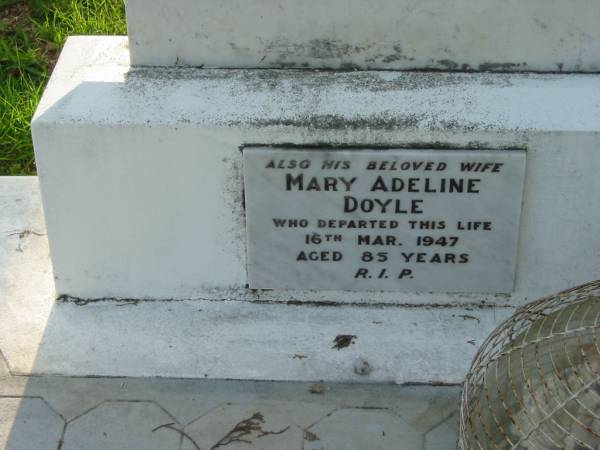 ALSO HIS BELOVED WIFE
MARY ADELINE
DOYLE
WHO DEPARTED THIS LIFE
16TH MAR. 1947
AGED 85 YEARS
R.I.P.